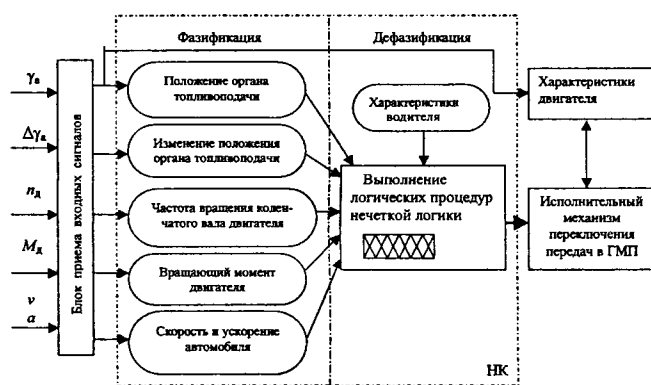 Фазификация
Дефазификация
γв
Δγв
nд
Mд
v
a
Блок приема входных сигналов
Положение органа
топливоподачи
Изменение положения
органа топливоподачи
Частота вращения колен-
чатого вала двигателя
Вращающий момент
двигателя
Скорость и ускорение
автомобиля
Характеристики
водителя
Выполнение
логических процедур
нечеткой логики
НК
Характеристики
двигателя
Исполнительный
механизм
переключения
передач в ГМП